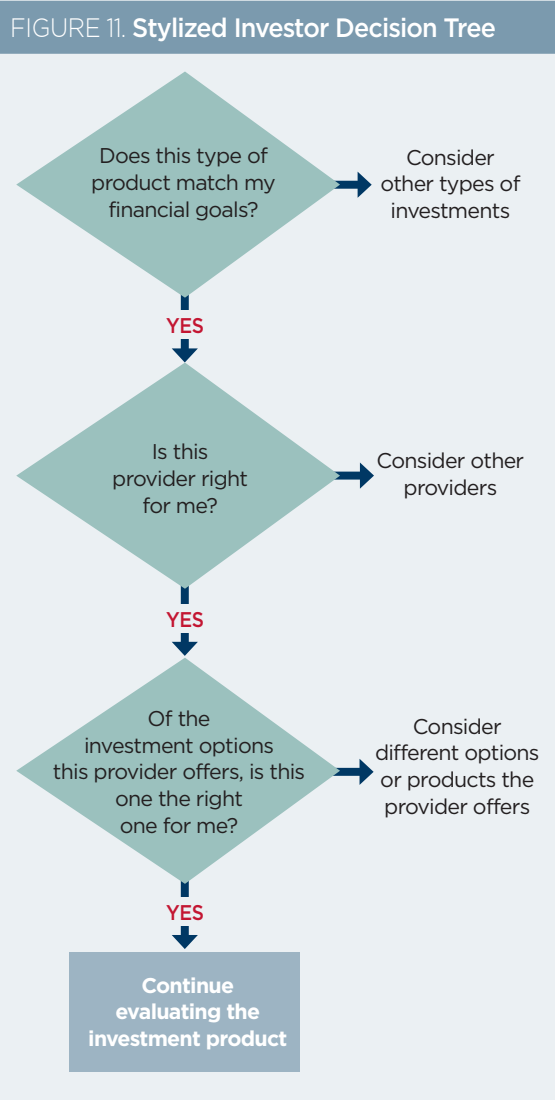 FIGURE 11. Stylized Investor Decision Tree
Does this type of
product match my
financial goals?
Consider
other types of
investments
YES
Is this
provider right
for me?
Consider other
providers
YES
Of the
investment options
this provider offers, is this
one the right
one for me?
Consider
different options
or products the
provider offers
YES
Continue
evaluating the
investment product